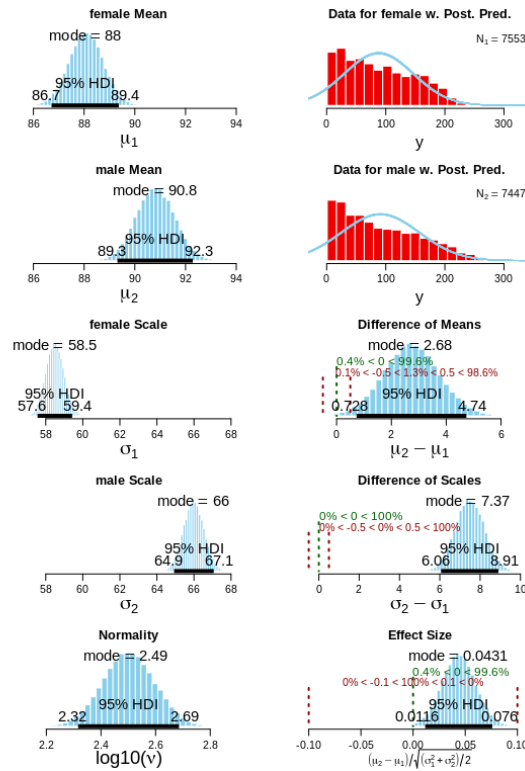 female Mean
mode = 88
95% HDI
86.7 89.4
86 88 90 92 94
μ1
Data for female w. Post. Pred.
N1 = 7553
0 100 200 300
y
male Mean
mode = 90.8
95% HDI
89.3 92.3
86 88 90 92 94
μ2
Data for male w. Post. Pred.
N2 = 7447
0 100 200 300
y
female Scale
mode = 58.5
95% HDI
57.6 59.4
58 60 62 64 66 68
σ1
Difference of Means
mode = 2.68
0.4% < 0 < 99.6%
0.1% < -0.5 < 1.3% < 0.5 < 98.6%
95% HDI
0.728 4.74
0 2 4 6
μ2 − μ1
male Scale
mode = 66
95% HDI
64.9 67.1
58 60 62 64 66 68
σ2
Difference of Scales
mode = 7.37
0% < 0 < 100%
0% < -0.5 < 0% < 0.5 < 100%
95% HDI
6.06 8.91
0 2 4 6 8 10
σ2 − σ1
Normality
mode = 2.49
95% HDI
2.32 2.69
2.2 2.4 2.6 2.8
log10(ν)
Effect Size
mode = 0.0431
0.4% < 0 < 99.6%
0% < -0.1 < 100% < 0.1 < 0%
95% HDI
0.0116 0.076
-0.10 -0.05 0.00 0.05 0.10
(μ2 − μ1)/√(σ1² + σ2²)/2